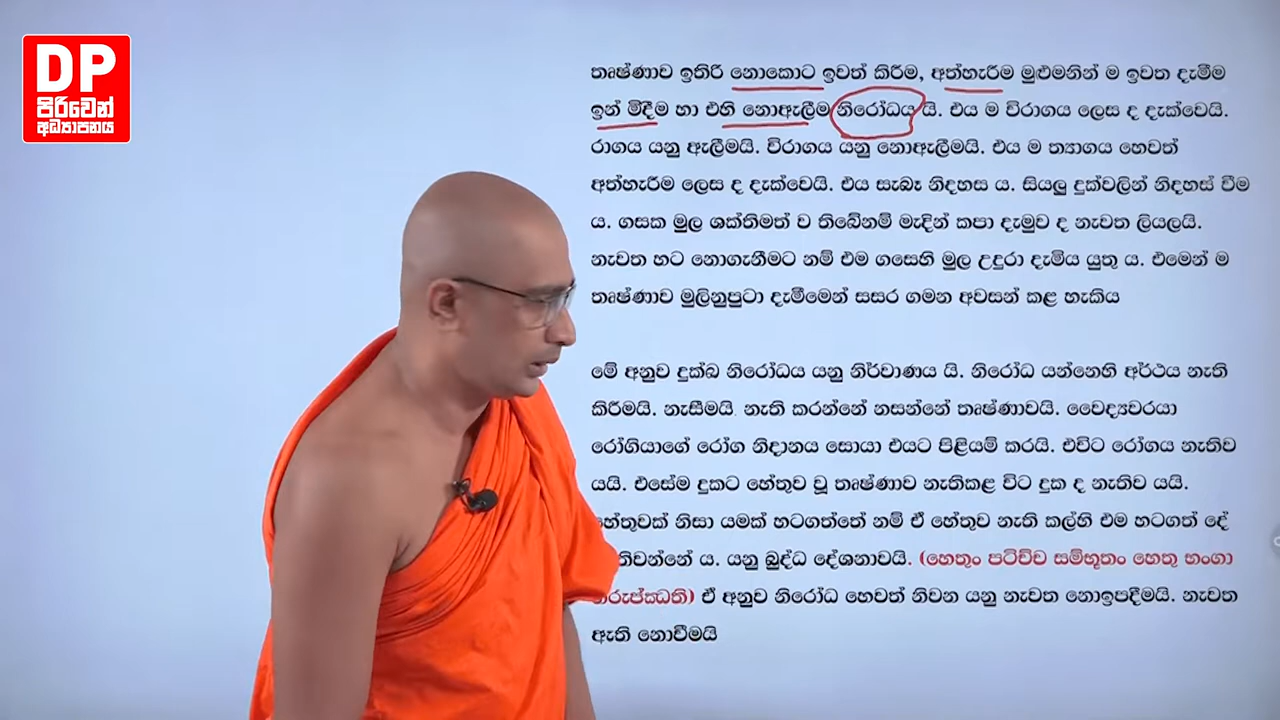 DP
පිරිවෙන්
අධ්‍යාපනය
තෘෂ්ණාව ඉතිරි නොකොට ඉවත් කිරීම, අත්හැරීම මුළුමනින් ම ඉවත දැමීම
ඉන් මිදීම හා එහි නොඇලීම නිරෝධය යි. එය ම විරාගය ලෙස ද දැක්වෙයි.
රාගය යනු ඇලීමයි. විරාගය යනු නොඇලීමයි. එය ම ත්‍යාගය හෙවත්
අත්හැරීම ලෙස ද දැක්වෙයි. එය සැබෑ නිදහස ය. සියලු දුක්වලින් නිදහස් වීම
ය. ගසක මුල ශක්තිමත් ව තිබේනම් මැදින් කපා දැමුව ද නැවත ලියලයි.
නැවත හට නොගැනීමට නම් එම ගසෙහි මුල උදුරා දැමිය යුතු ය. එමෙන් ම
තෘෂ්ණාව මුලිනුපුටා දැමීමෙන් සසර ගමන අවසන් කළ හැකිය
මේ අනුව දුක්ඛ නිරෝධය යනු නිර්වාණය යි. නිරෝධ යන්නෙහි අර්ථය නැති
කිරීමයි. නැසීමයි. නැති කරන්නේ නසන්නේ තෘෂ්ණාවයි. වෛද්‍යවරයා
රෝගියාගේ රෝග නිදානය සොයා එයට පිළියම් කරයි. එවිට රෝගය නැතිව
යයි. එසේම දුකට හේතුව වූ තෘෂ්ණාව නැතිකළ විට දුක ද නැතිව යයි.
හේතුවක් නිසා යමක් හටගත්තේ නම් ඒ හේතුව නැති කල්හි එම හටගත් දේ
තිවන්නේ ය. යනු බුද්ධ දේශනාවයි. (හෙතුං පටිච්ච සම්භූතං හෙතු භංගා
නිරුජ්ඣති) ඒ අනුව නිරෝධ හෙවත් නිවන යනු නැවත නොඉපදීමයි. නැවත
ඇති නොවීමයි